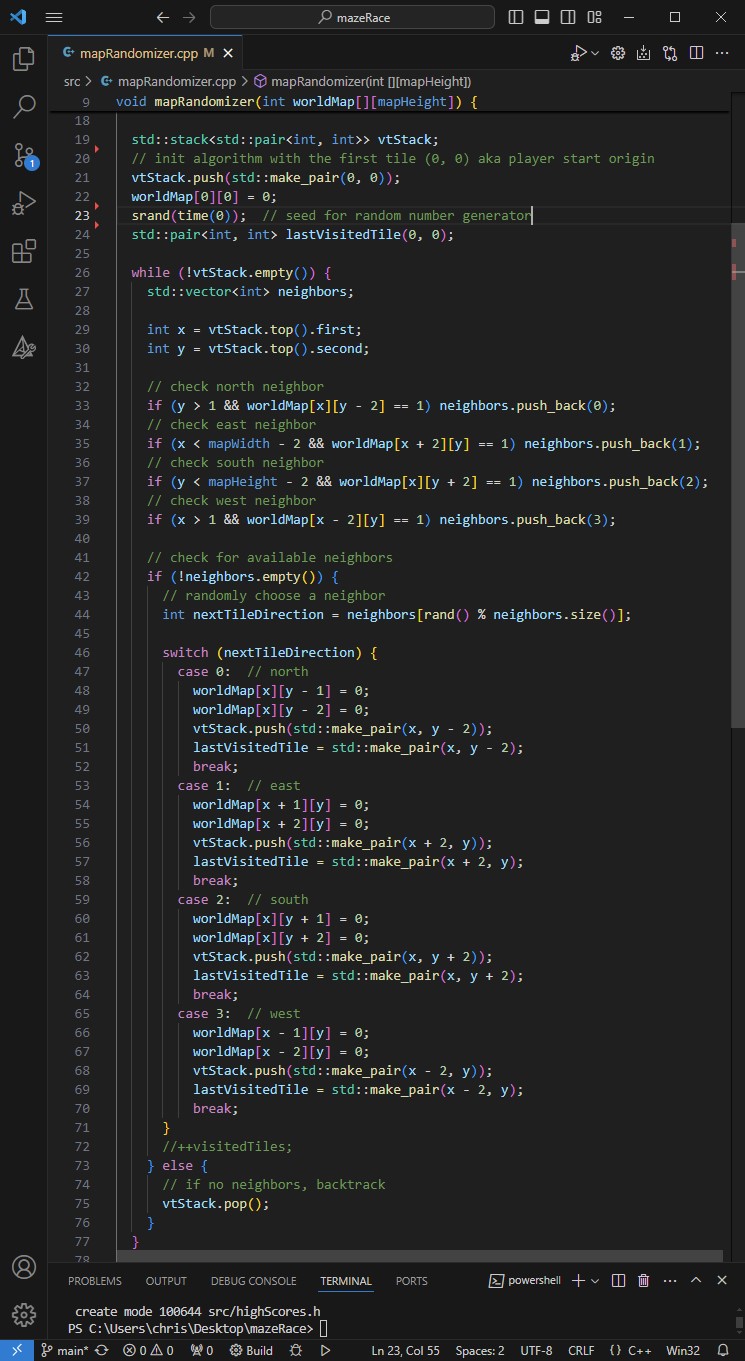 mazeRace
mapRandomizer.cpp M
src > mapRandomizer.cpp > mapRandomizer(int [][mapHeight])
9 void mapRandomizer(int worldMap[][mapHeight]) {
18
19 std::stack<std::pair<int, int>> vtStack;
20 // init algorithm with the first tile (0, 0) aka player start origin
21 vtStack.push(std::make_pair(0, 0));
22 worldMap[0][0] = 0;
23 srand(time(0));  // seed for random number generator
24 std::pair<int, int> lastVisitedTile(0, 0);
25
26 while (!vtStack.empty()) {
27 std::vector<int> neighbors;
28
29 int x = vtStack.top().first;
30 int y = vtStack.top().second;
31
32 // check north neighbor
33 if (y > 1 && worldMap[x][y - 2] == 1) neighbors.push_back(0);
34 // check east neighbor
35 if (x < mapWidth - 2 && worldMap[x + 2][y] == 1) neighbors.push_back(1);
36 // check south neighbor
37 if (y < mapHeight - 2 && worldMap[x][y + 2] == 1) neighbors.push_back(2);
38 // check west neighbor
39 if (x > 1 && worldMap[x - 2][y] == 1) neighbors.push_back(3);
40
41 // check for available neighbors
42 if (!neighbors.empty()) {
43 // randomly choose a neighbor
44 int nextTileDirection = neighbors[rand() % neighbors.size()];
45
46 switch (nextTileDirection) {
47 case 0:  // north
48 worldMap[x][y - 1] = 0;
49 worldMap[x][y - 2] = 0;
50 vtStack.push(std::make_pair(x, y - 2));
51 lastVisitedTile = std::make_pair(x, y - 2);
52 break;
53 case 1:  // east
54 worldMap[x + 1][y] = 0;
55 worldMap[x + 2][y] = 0;
56 vtStack.push(std::make_pair(x + 2, y));
57 lastVisitedTile = std::make_pair(x + 2, y);
58 break;
59 case 2:  // south
60 worldMap[x][y + 1] = 0;
61 worldMap[x][y + 2] = 0;
62 vtStack.push(std::make_pair(x, y + 2));
63 lastVisitedTile = std::make_pair(x, y + 2);
64 break;
65 case 3:  // west
66 worldMap[x - 1][y] = 0;
67 worldMap[x - 2][y] = 0;
68 vtStack.push(std::make_pair(x - 2, y));
69 lastVisitedTile = std::make_pair(x - 2, y);
70 break;
71 }
72 //++visitedTiles;
73 } else {
74 // if no neighbors, backtrack
75 vtStack.pop();
76 }
77 }
78
1
PROBLEMS OUTPUT DEBUG CONSOLE TERMINAL PORTS powershell
create mode 100644 src/highScores.h
PS C:\Users\chris\Desktop\mazeRace>
main* 0 0 0 Build Ln 23, Col 55 Spaces: 2 UTF-8 CRLF {} C++ Win32